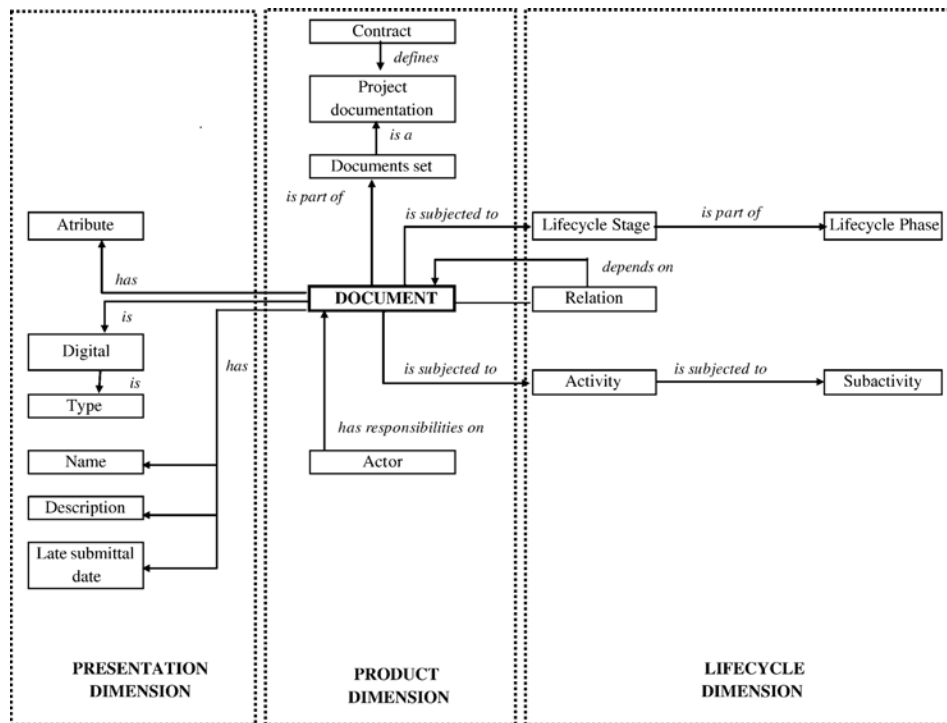 Contract
defines
Project
documentation
is a
Documents set
is part of
is subjected to
Lifecycle Stage
is part of
Lifecycle Phase
Atribute
has
depends on
DOCUMENT
Relation
is
Digital
has
is
Type
is subjected to
Activity
is subjected to
Subactivity
has responsibilities on
Name
Actor
Description
Late submittal
date
PRESENTATION
DIMENSION
PRODUCT
DIMENSION
LIFECYCLE
DIMENSION